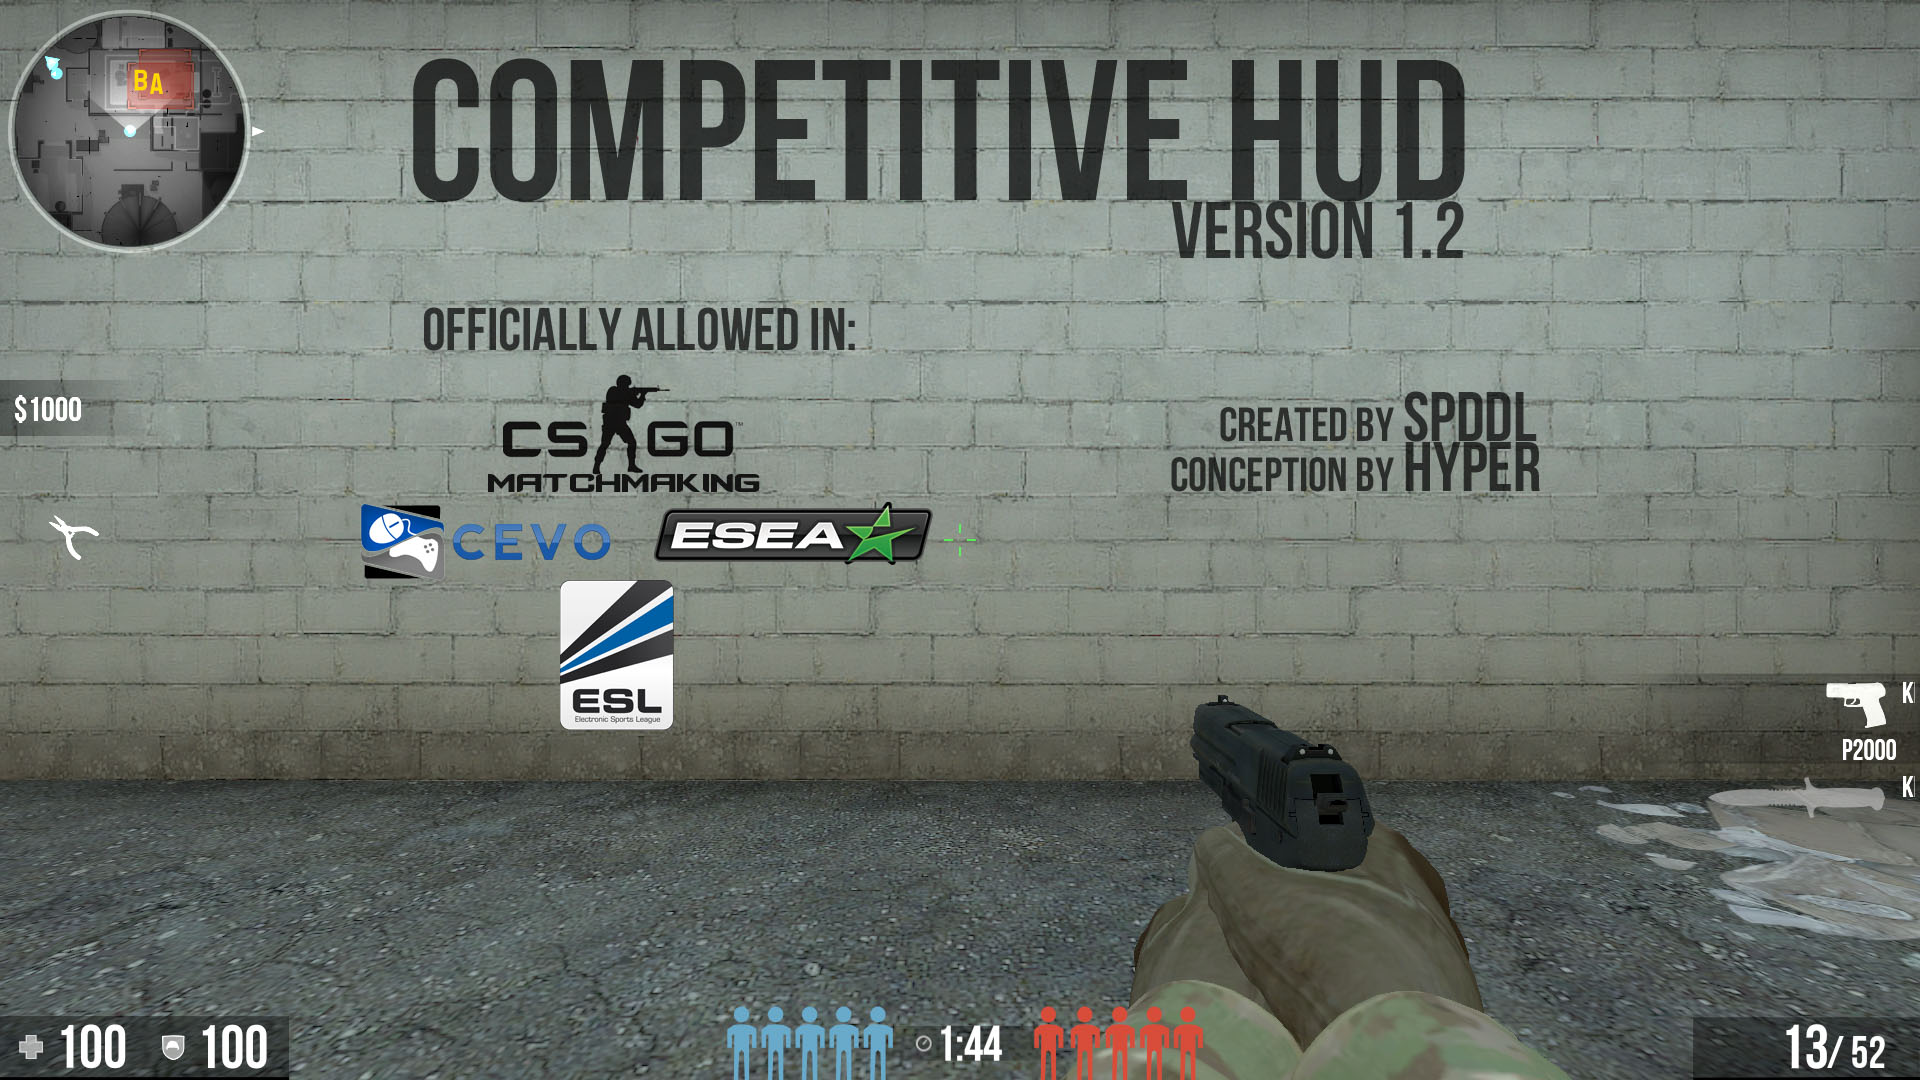 BA
COMPETITIVE HUD
VERSION 1.2
OFFICIALLY ALLOWED IN:
$1000
CS GO™
MATCHMAKING
CREATED BY SPDDL
CONCEPTION BY HYPER
CEVO
ESEA
ESL
Electronic Sports League
K
P2000
K
100
100
1:44
13/ 52